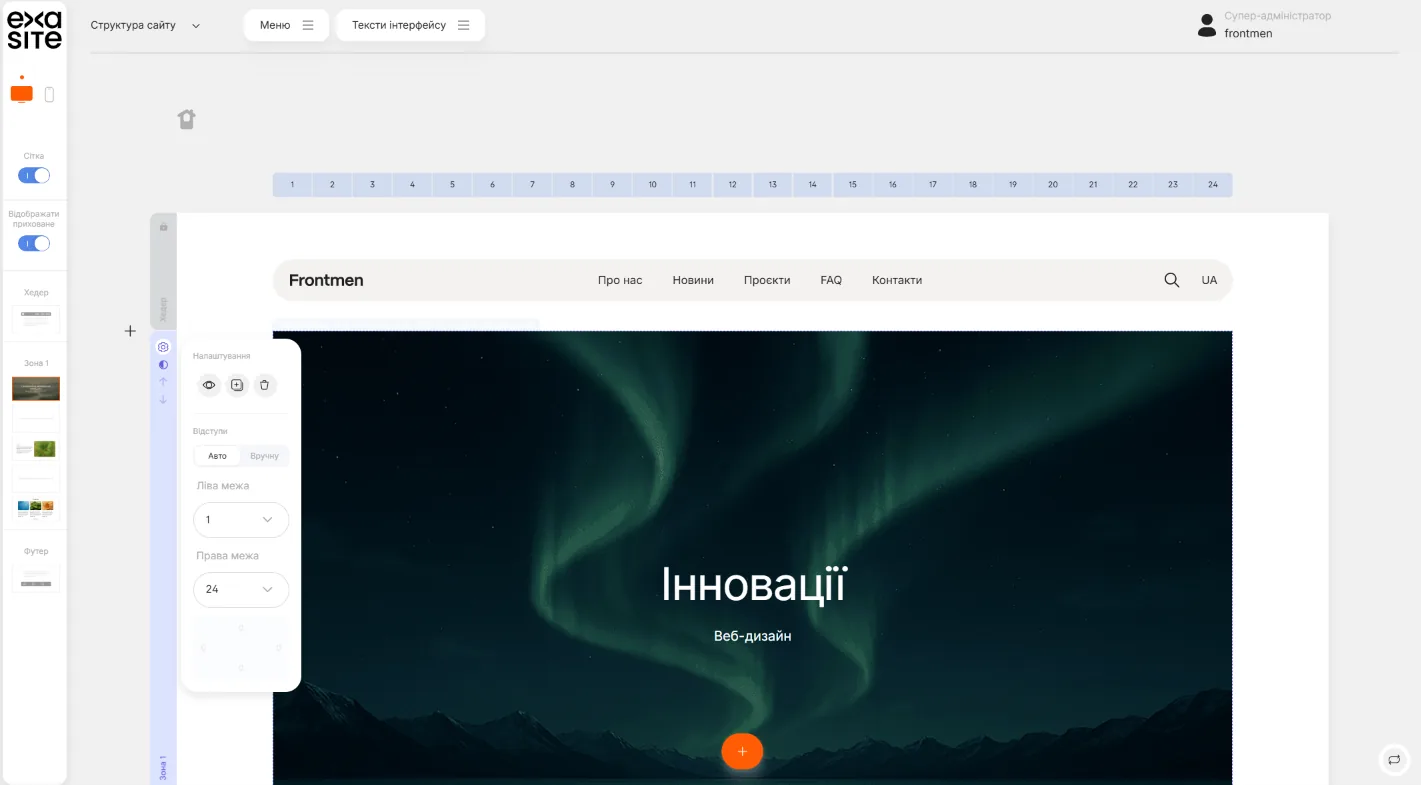 exa
SITE
Структура сайту
Меню
Тексти інтерфейсу
Супер-адміністратор
frontmen
Сітка
Відображати
приховане
Хедер
Зона 1
Футер
1 2 3 4 5 6 7 8 9 10 11 12 13 14 15 16 17 18 19 20 21 22 23 24
Хедер
Frontmen
Про нас
Новини
Проєкти
FAQ
Контакти
UA
Налаштування
Відступи
Авто
Вручну
Ліва межа
1
Права межа
24
Інновації
Веб-дизайн
Зона 1